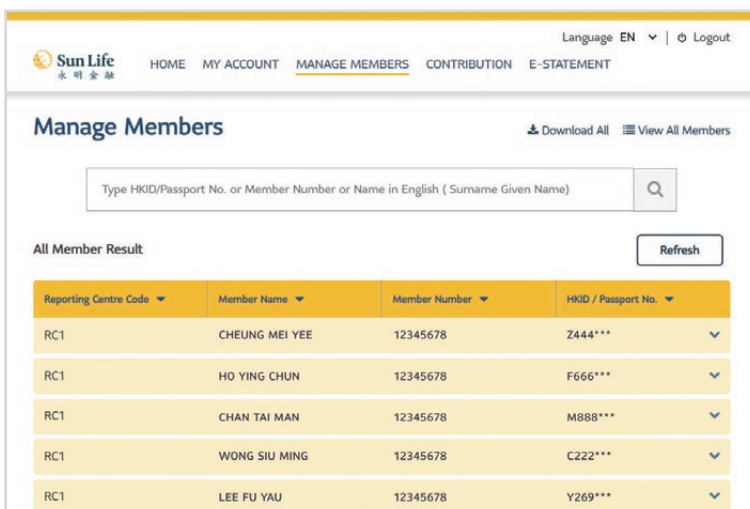 Language EN | Logout
Sun Life
永明金融
HOME MY ACCOUNT MANAGE MEMBERS CONTRIBUTION E-STATEMENT
Manage Members
Download All View All Members
Type HKID/Passport No. or Member Number or Name in English ( Surname Given Name)
All Member Result
Refresh
Reporting Centre Code Member Name Member Number HKID / Passport No.
RC1 CHEUNG MEI YEE 12345678 Z444***
RC1 HO YING CHUN 12345678 F666***
RC1 CHAN TAI MAN 12345678 M888***
RC1 WONG SIU MING 12345678 C222***
RC1 LEE FU YAU 12345678 Y269***